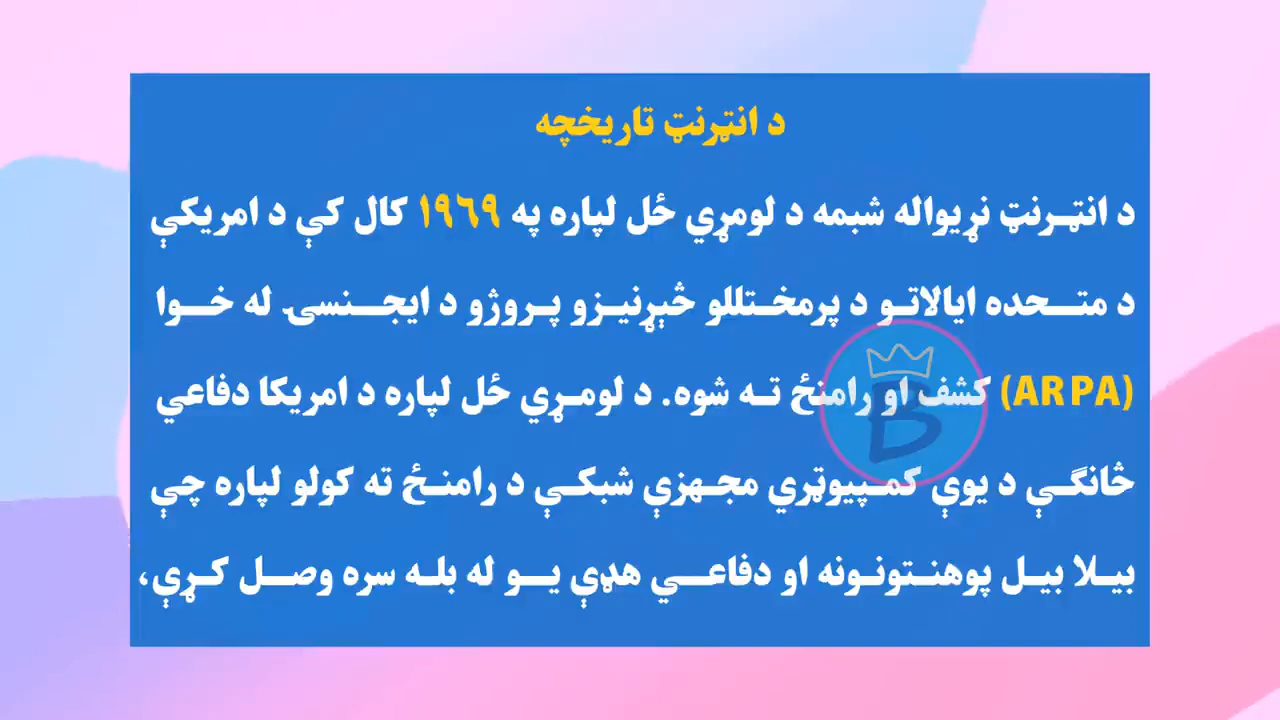 د انټرنټ تاریخچه
د انټرنټ نړیواله شبمه د لومړي ځل لپاره په ۱۹۶۹ کال کې د امریکې
د متحده ایالاتو د پرمختللو څېړنیزو پروژو د ایجنسۍ له خوا
(ARPA) کشف او رامنځ ته شوه. د لومړي ځل لپاره د امریکا دفاعي
څانګې د یوې کمپیوټري مجهزې شبکې د رامنځ ته کولو لپاره چې
بیلا بیل پوهنتونونه او دفاعي هډې یو له بله سره وصل کړې،
B